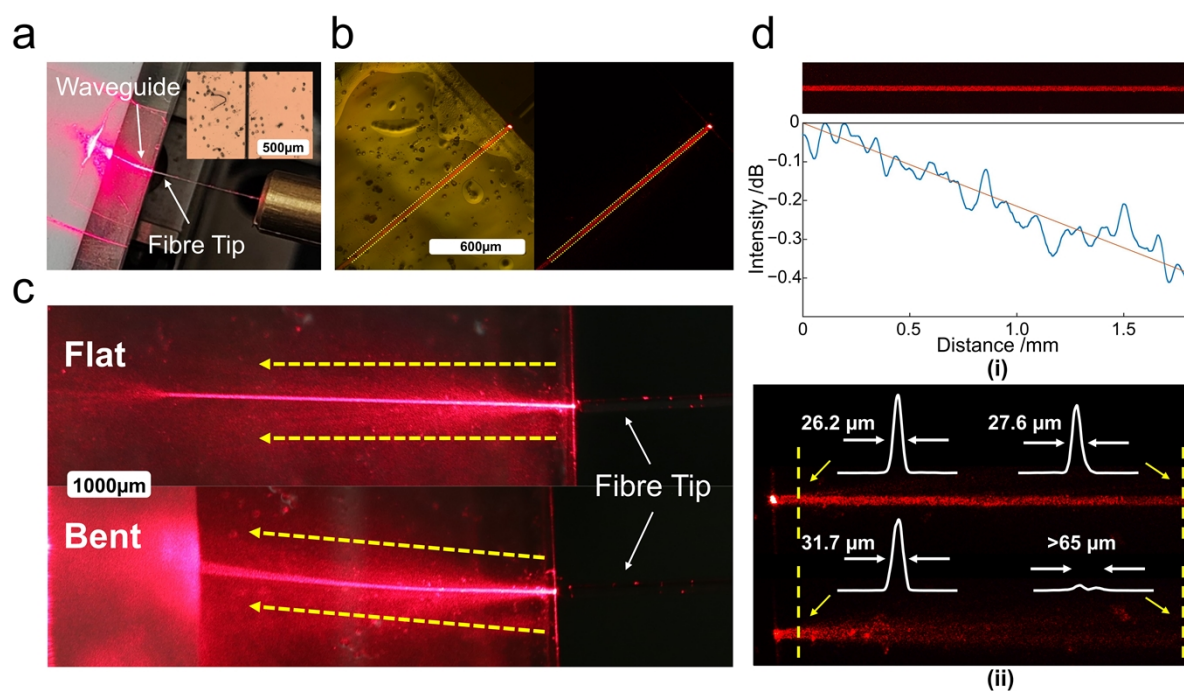 a
Waveguide
500μm
Fibre Tip
b
600μm
c
Flat
1000μm
Fibre Tip
Bent
d
0
−0.1
−0.2
−0.3
−0.4
Intensity /dB
0
0.5
1.0
1.5
Distance /mm
(i)
26.2 μm
27.6 μm
31.7 μm
>65 μm
(ii)